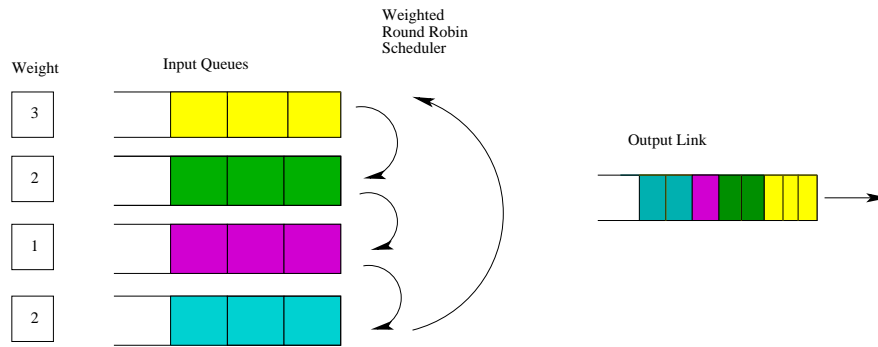 Weighted
Round Robin
Scheduler
Input Queues
Weight
3
Output Link
2
1
2